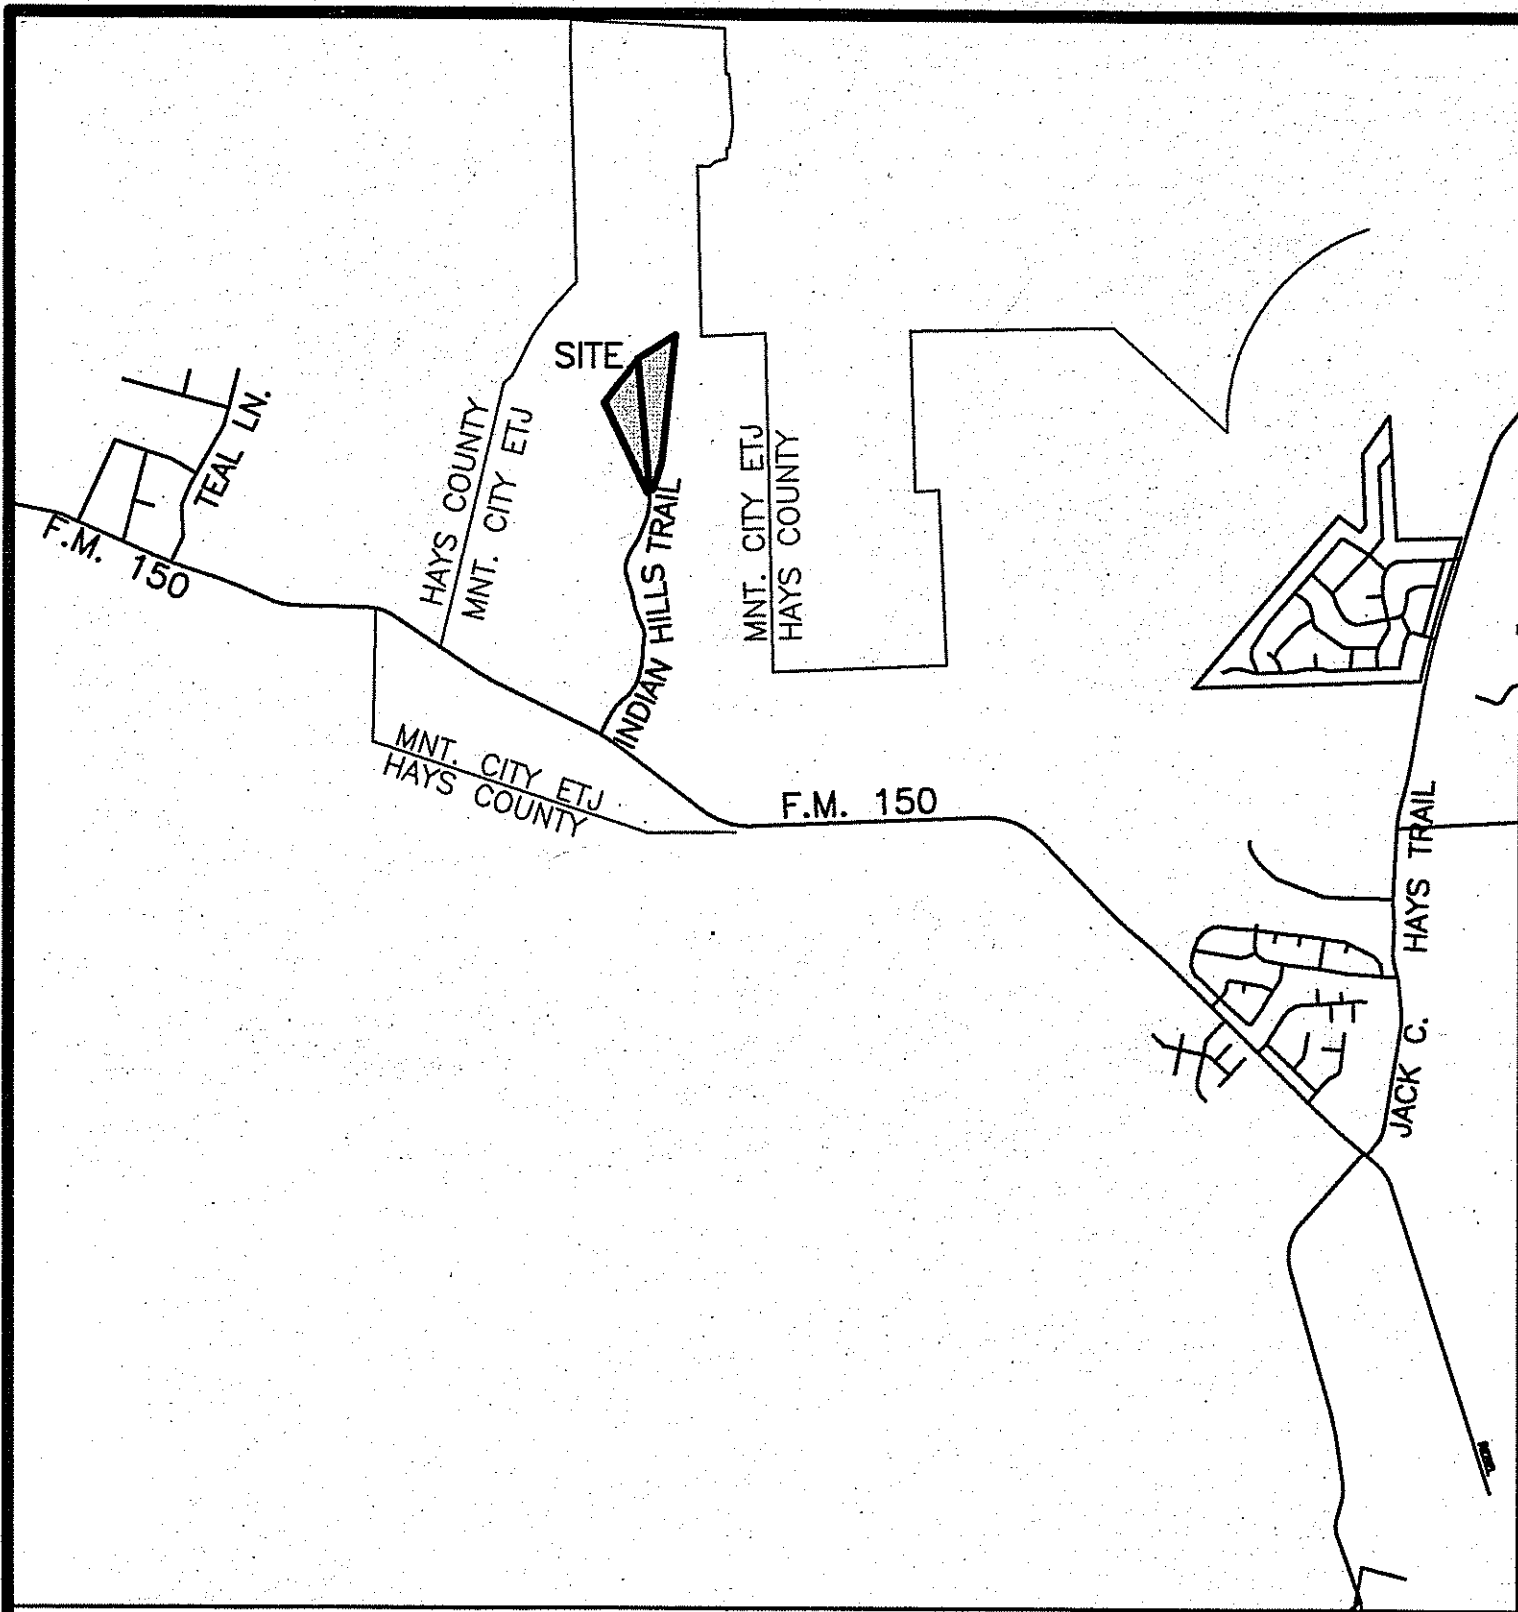 SITE
TEAL LN.
HAYS COUNTY
MNT. CITY ETJ
MNT. CITY ETJ
HAYS COUNTY
F.M. 150
INDIAN HILLS TRAIL
MNT. CITY ETJ
HAYS COUNTY
F.M. 150
JACK C. HAYS TRAIL